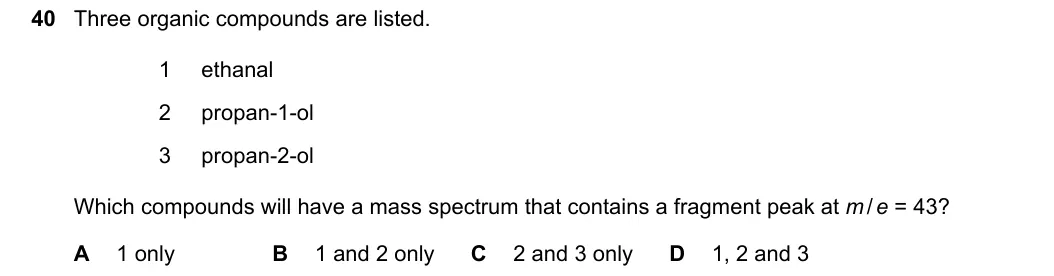 40 Three organic compounds are listed.
1 ethanal
2 propan-1-ol
3 propan-2-ol
Which compounds will have a mass spectrum that contains a fragment peak at m/e = 43?
A 1 only B 1 and 2 only C 2 and 3 only D 1, 2 and 3